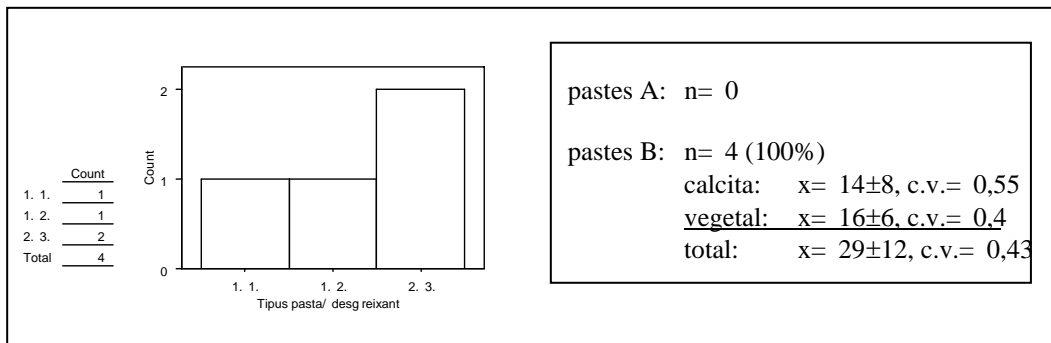 Count
1. 1. 1
1. 2. 1
2. 3. 2
Total 4
Count
2
1
0
1. 1. 1. 2. 2. 3.
Tipus pasta/ desg reixant
pastes A: n= 0
pastes B: n= 4 (100%)
calcita: x= 14±8, c.v.= 0,55
vegetal: x= 16±6, c.v.= 0,4
total: x= 29±12, c.v.= 0,43